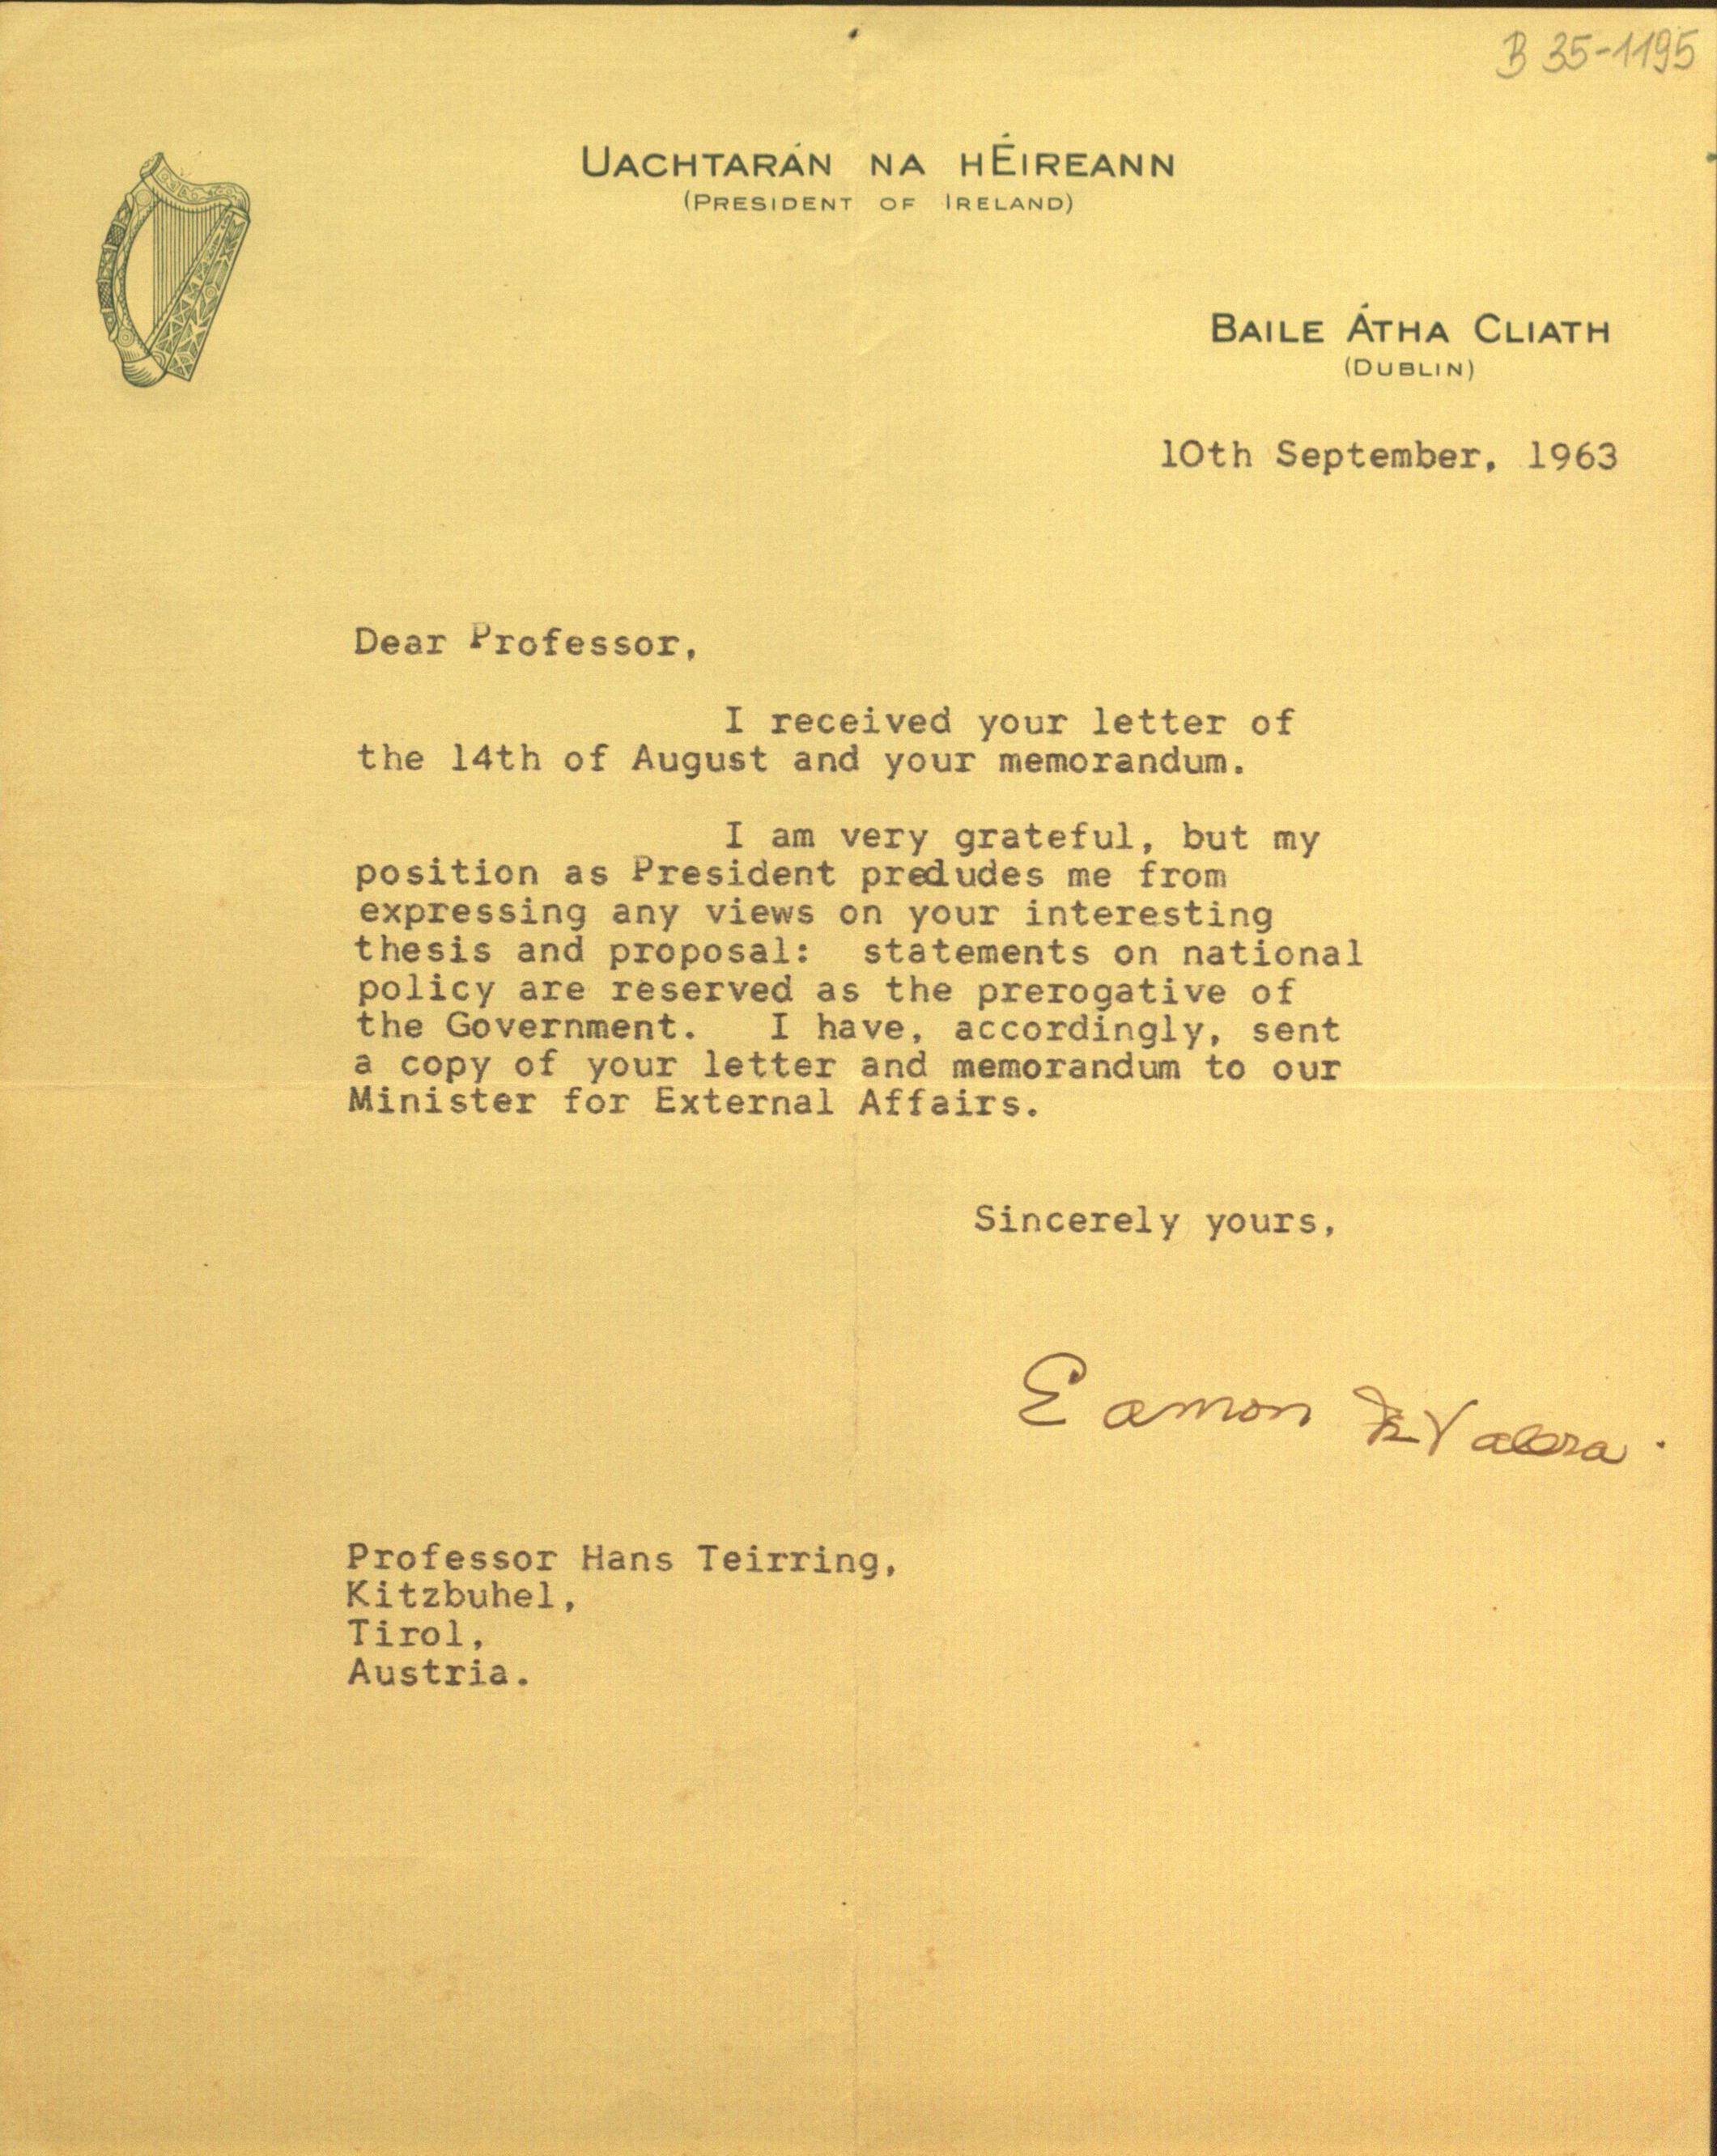 B 35-1195
UACHTARÁN NA HÉIREANN
(PRESIDENT OF IRELAND)
BAILE ÁTHA CLIATH
(DUBLIN)
10th September, 1963
Dear Professor,
I received your letter of
the 14th of August and your memorandum.
I am very grateful, but my
position as President precludes me from
expressing any views on your interesting
thesis and proposal: statements on national
policy are reserved as the prerogative of
the Government. I have, accordingly, sent
a copy of your letter and memorandum to our
Minister for External Affairs.
Sincerely yours,
Eamon de Valera.
Professor Hans Teirring,
Kitzbuhel,
Tirol,
Austria.